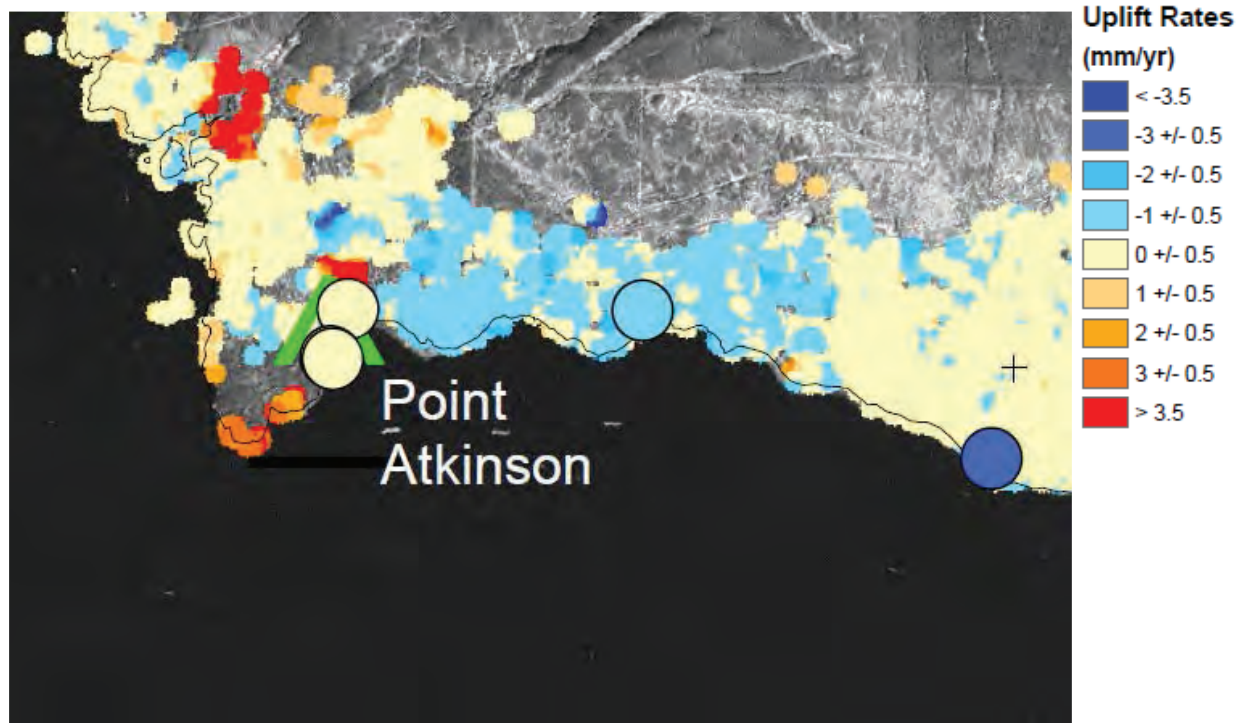 Uplift Rates
(mm/yr)
< -3.5
-3 +/- 0.5
-2 +/- 0.5
-1 +/- 0.5
0 +/- 0.5
1 +/- 0.5
2 +/- 0.5
3 +/- 0.5
> 3.5
Point
Atkinson